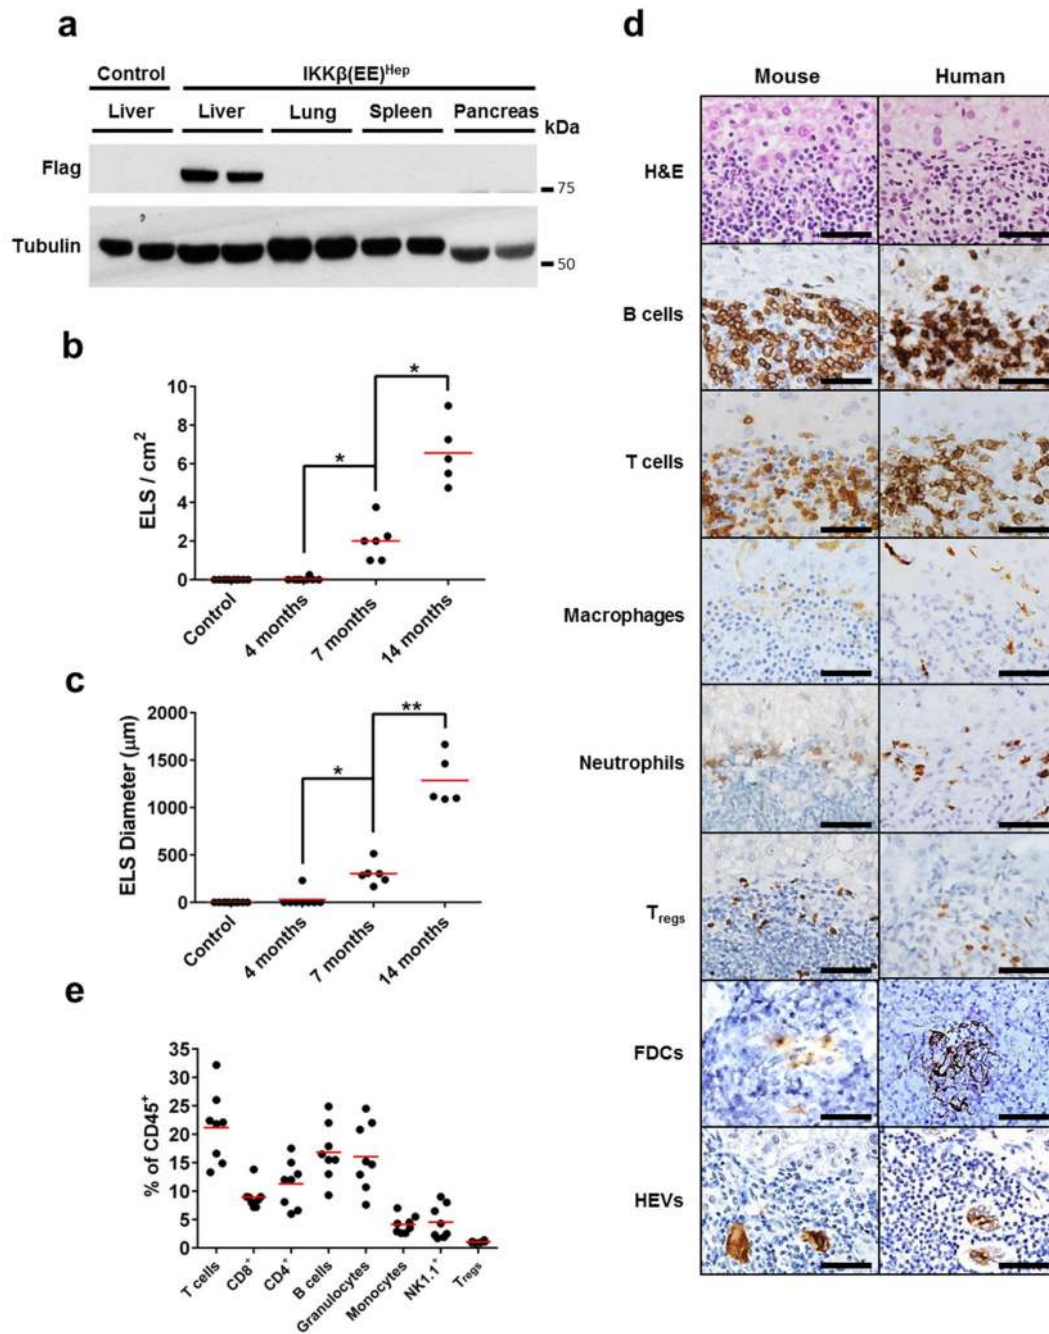 a
Control IKKβ(EE)Hep
Liver Liver Lung Spleen Pancreas
kDa
Flag
75
Tubulin
50
b
ELS / cm2
10
8
6
4
2
0
*
*
Control
4 months
7 months
14 months
c
ELS Diameter (μm)
2000
1500
1000
500
0
*
**
Control
4 months
7 months
14 months
e
% of CD45+
35
30
25
20
15
10
5
0
T cells
CD8+
CD4+
B cells
Granulocytes
Monocytes
NK1.1+
Tregs
d
Mouse Human
H&E
B cells
T cells
Macrophages
Neutrophils
Tregs
FDCs
HEVs